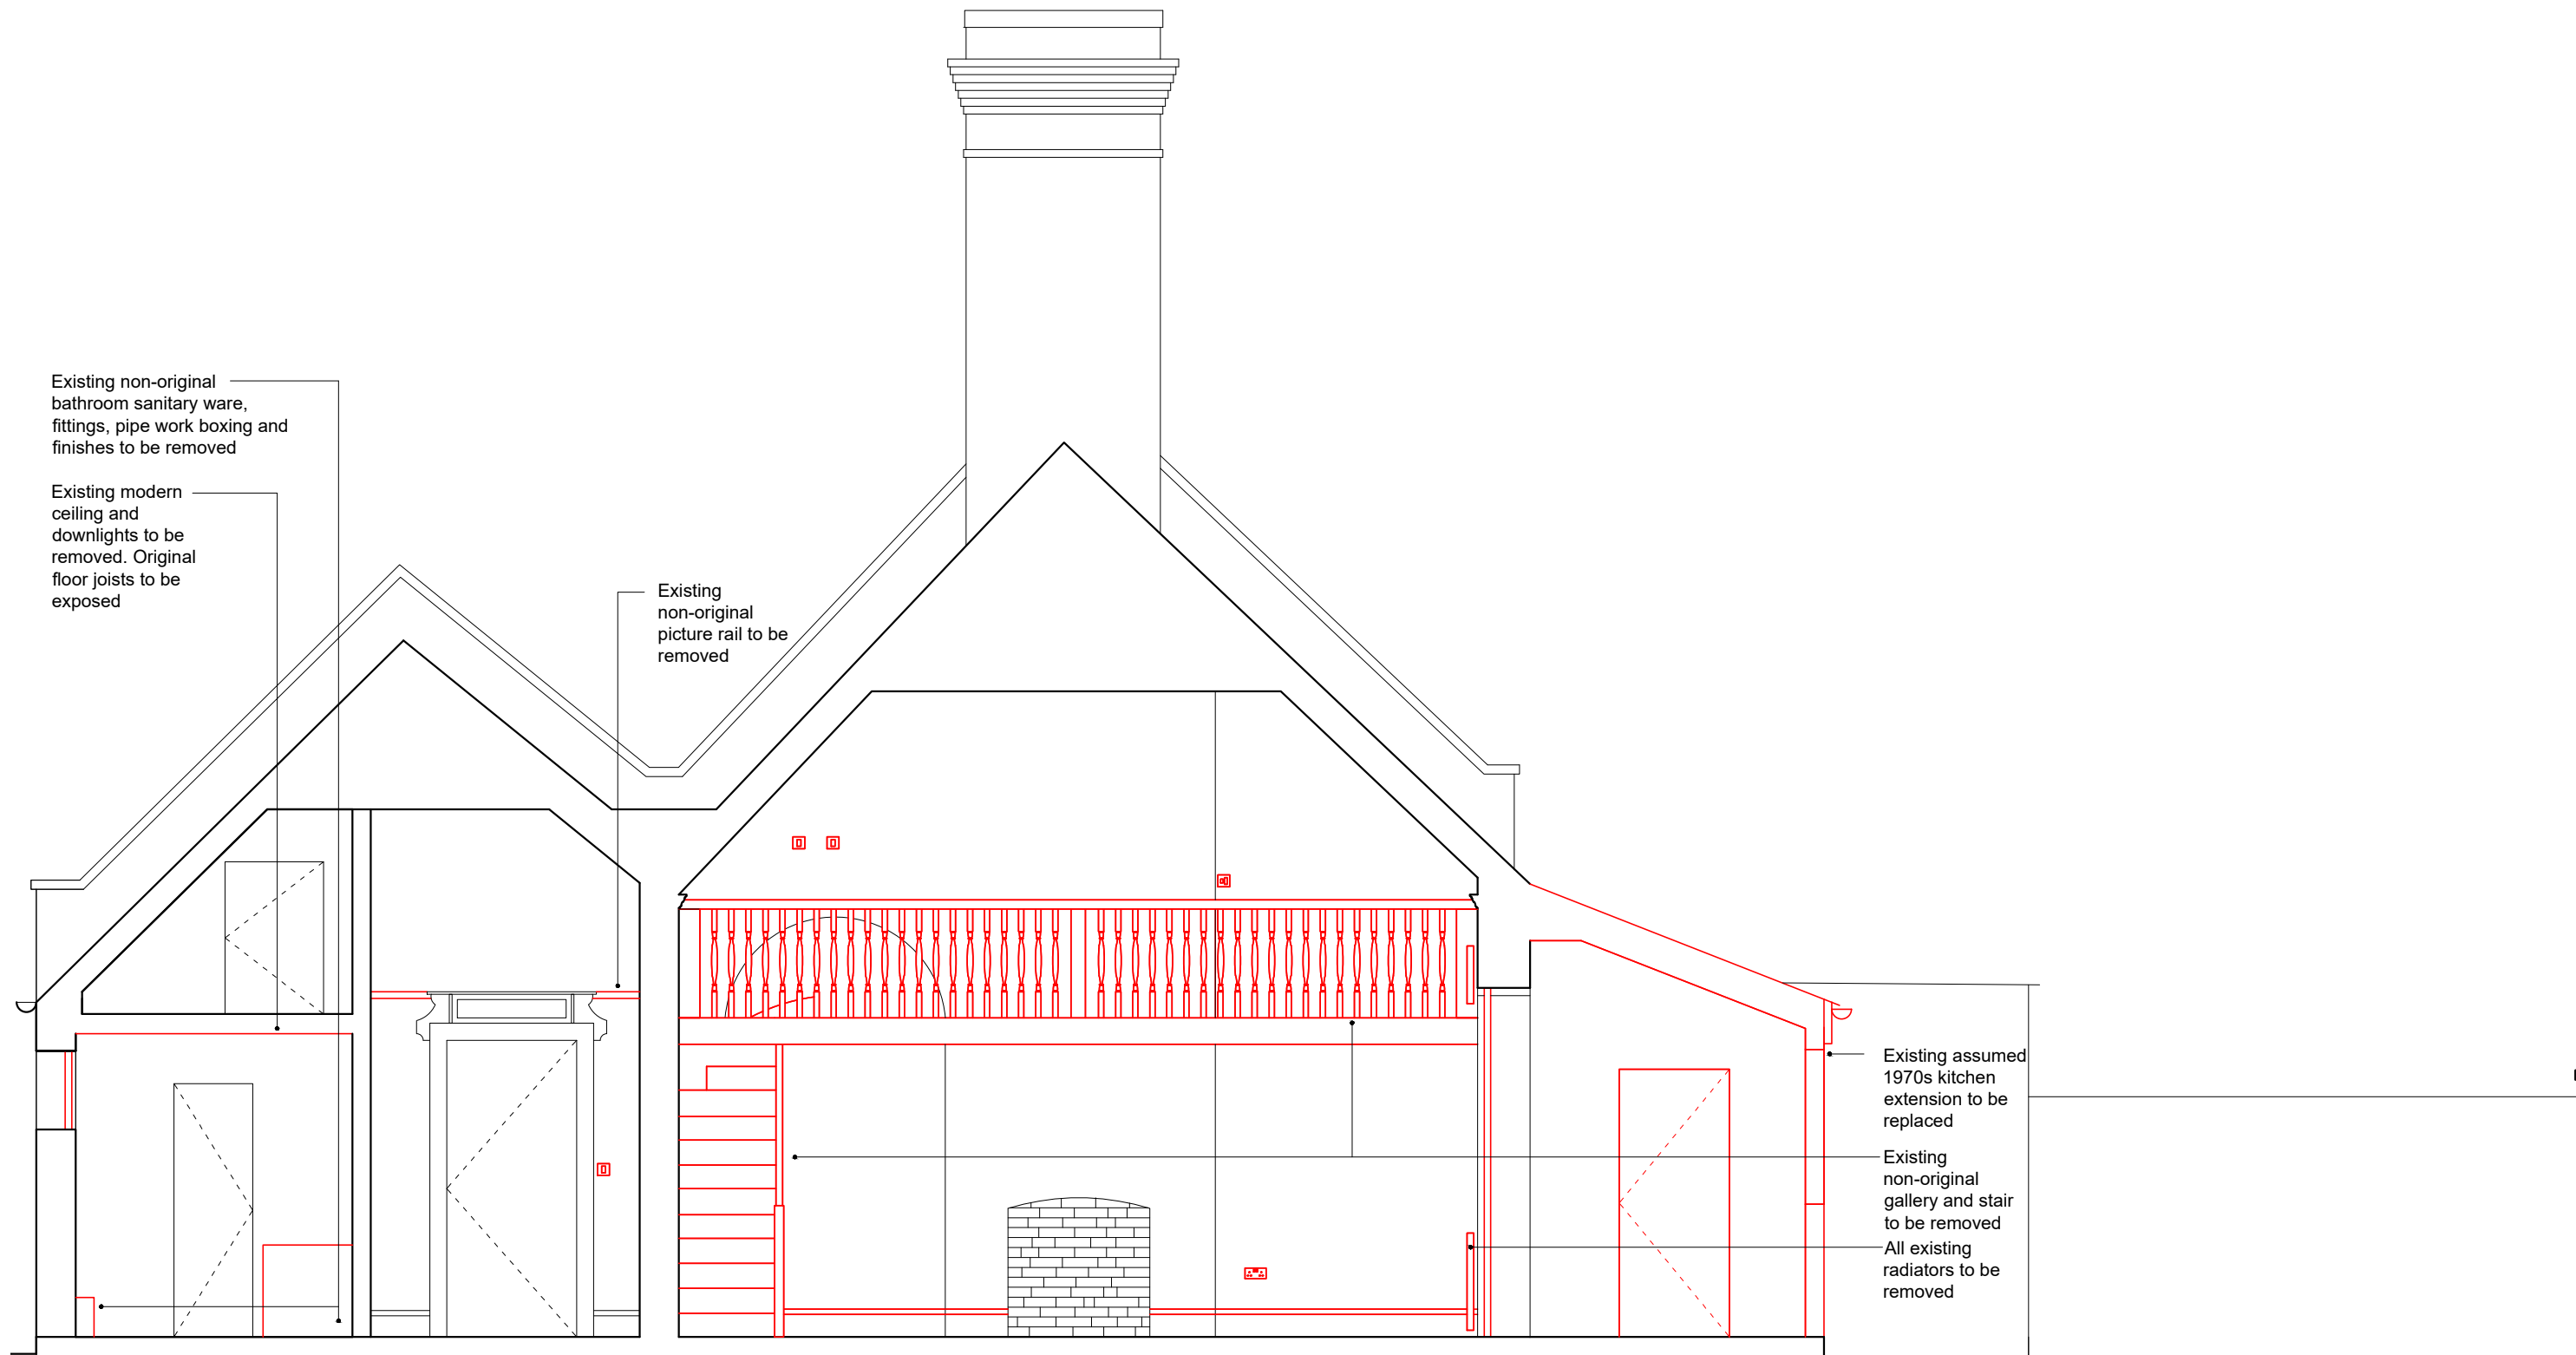 Existing non-original
bathroom sanitary ware,
fittings, pipe work boxing and
finishes to be removed
Existing modern
ceiling and
downlights to be
removed. Original
floor joists to be
exposed
Existing
non-original
picture rail to be
removed
Existing assumed
1970s kitchen
extension to be
replaced
Existing
non-original
gallery and stair
to be removed
All existing
radiators to be
removed